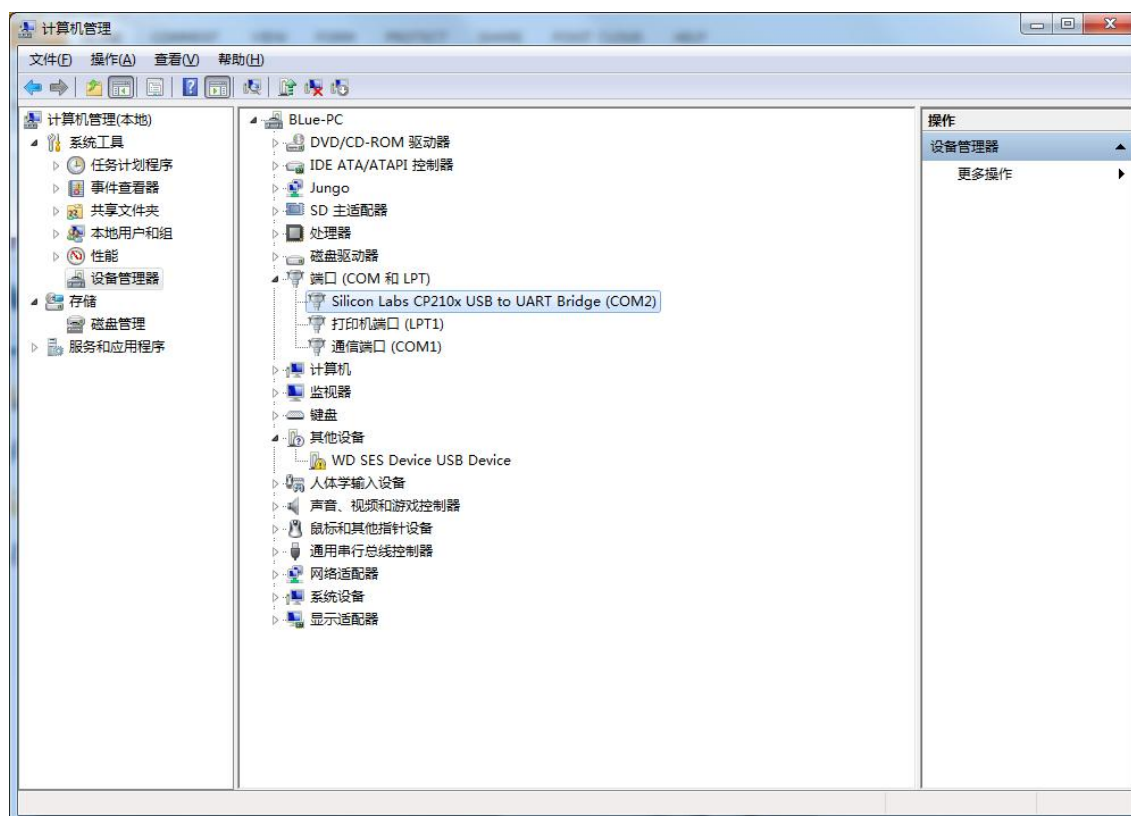 计算机管理
文件(F) 操作(A) 查看(V) 帮助(H)
计算机管理(本地)
系统工具
任务计划程序
事件查看器
共享文件夹
本地用户和组
性能
设备管理器
存储
磁盘管理
服务和应用程序
BLue-PC
DVD/CD-ROM 驱动器
IDE ATA/ATAPI 控制器
Jungo
SD 主适配器
处理器
磁盘驱动器
端口 (COM 和 LPT)
Silicon Labs CP210x USB to UART Bridge (COM2)
打印机端口 (LPT1)
通信端口 (COM1)
计算机
监视器
键盘
其他设备
WD SES Device USB Device
人体学输入设备
声音、视频和游戏控制器
鼠标和其他指针设备
通用串行总线控制器
网络适配器
系统设备
显示适配器
操作
设备管理器
更多操作